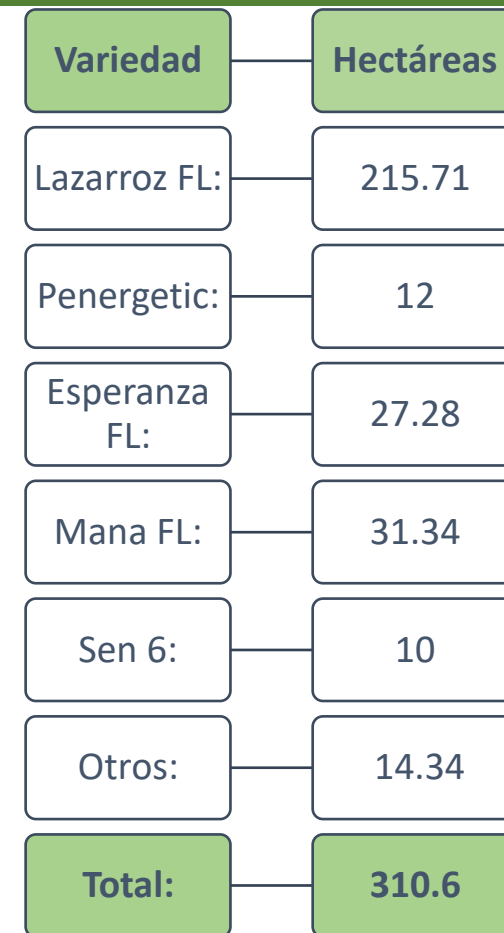 Variedad Hectáreas
Lazarroz FL: 215.71
Penergetic: 12
Esperanza
FL: 27.28
Mana FL: 31.34
Sen 6: 10
Otros: 14.34
Total: 310.6